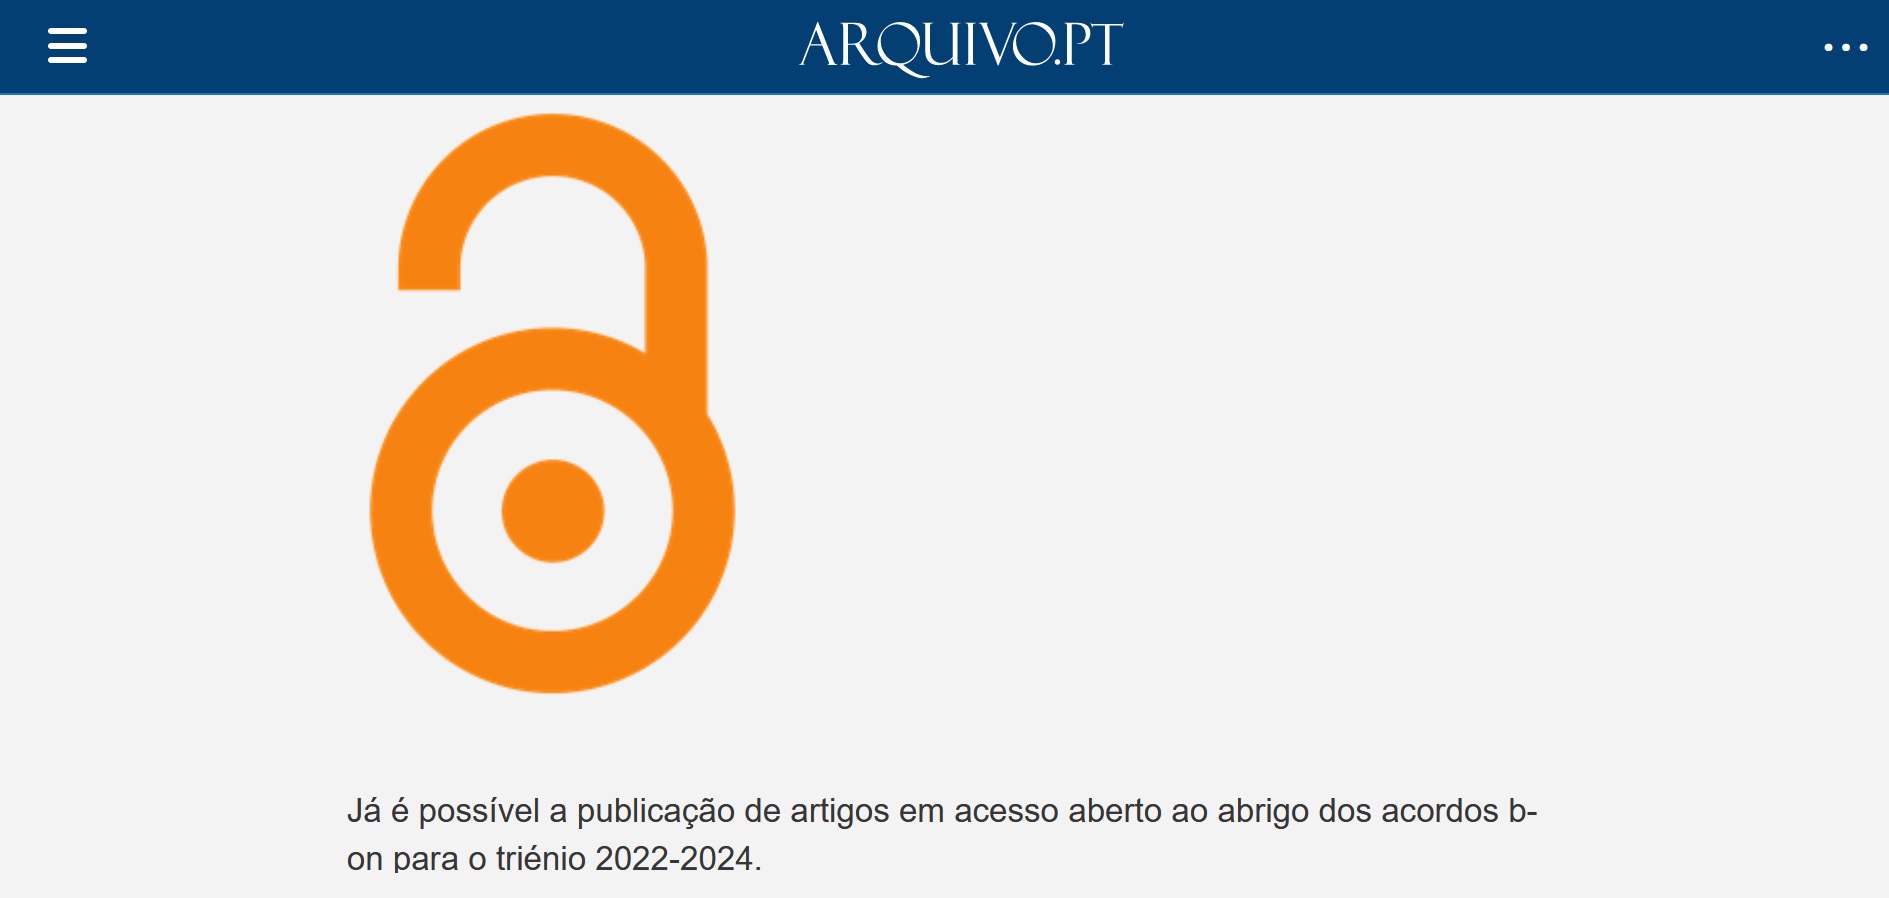 ARQUIVO.PT
Já é possível a publicação de artigos em acesso aberto ao abrigo dos acordos b-
on para o triénio 2022-2024.